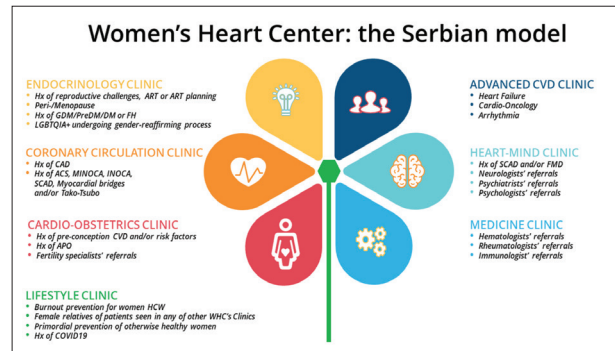 Women's Heart Center: the Serbian model
ENDOCRINOLOGY CLINIC
• Hx of reproductive challenges, ART or ART planning
• Peri-/Menopause
• Hx of GDM/PreDM/DM or FH
• LGBTQIA+ undergoing gender-reaffirming process
CORONARY CIRCULATION CLINIC
• Hx of CAD
• Hx of ACS, MINOCA, INOCA,
SCAD, Myocardial bridges
and/or Tako-Tsubo
CARDIO-OBSTETRICS CLINIC
• Hx of pre-conception CVD and/or risk factors
• Hx of APO
• Fertility specialists' referrals
LIFESTYLE CLINIC
• Burnout prevention for women HCW
• Female relatives of patients seen in any of other WHC's Clinics
• Primordial prevention of otherwise healthy women
• Hx of COVID19
ADVANCED CVD CLINIC
• Heart Failure
• Cardio-Oncology
• Arrhythmia
HEART-MIND CLINIC
• Hx of SCAD and/or FMD
• Neurologists' referrals
• Psychiatrists' referrals
• Psychologists' referrals
MEDICINE CLINIC
• Hematologists' referrals
• Rheumatologists' referrals
• Immunologist' referrals